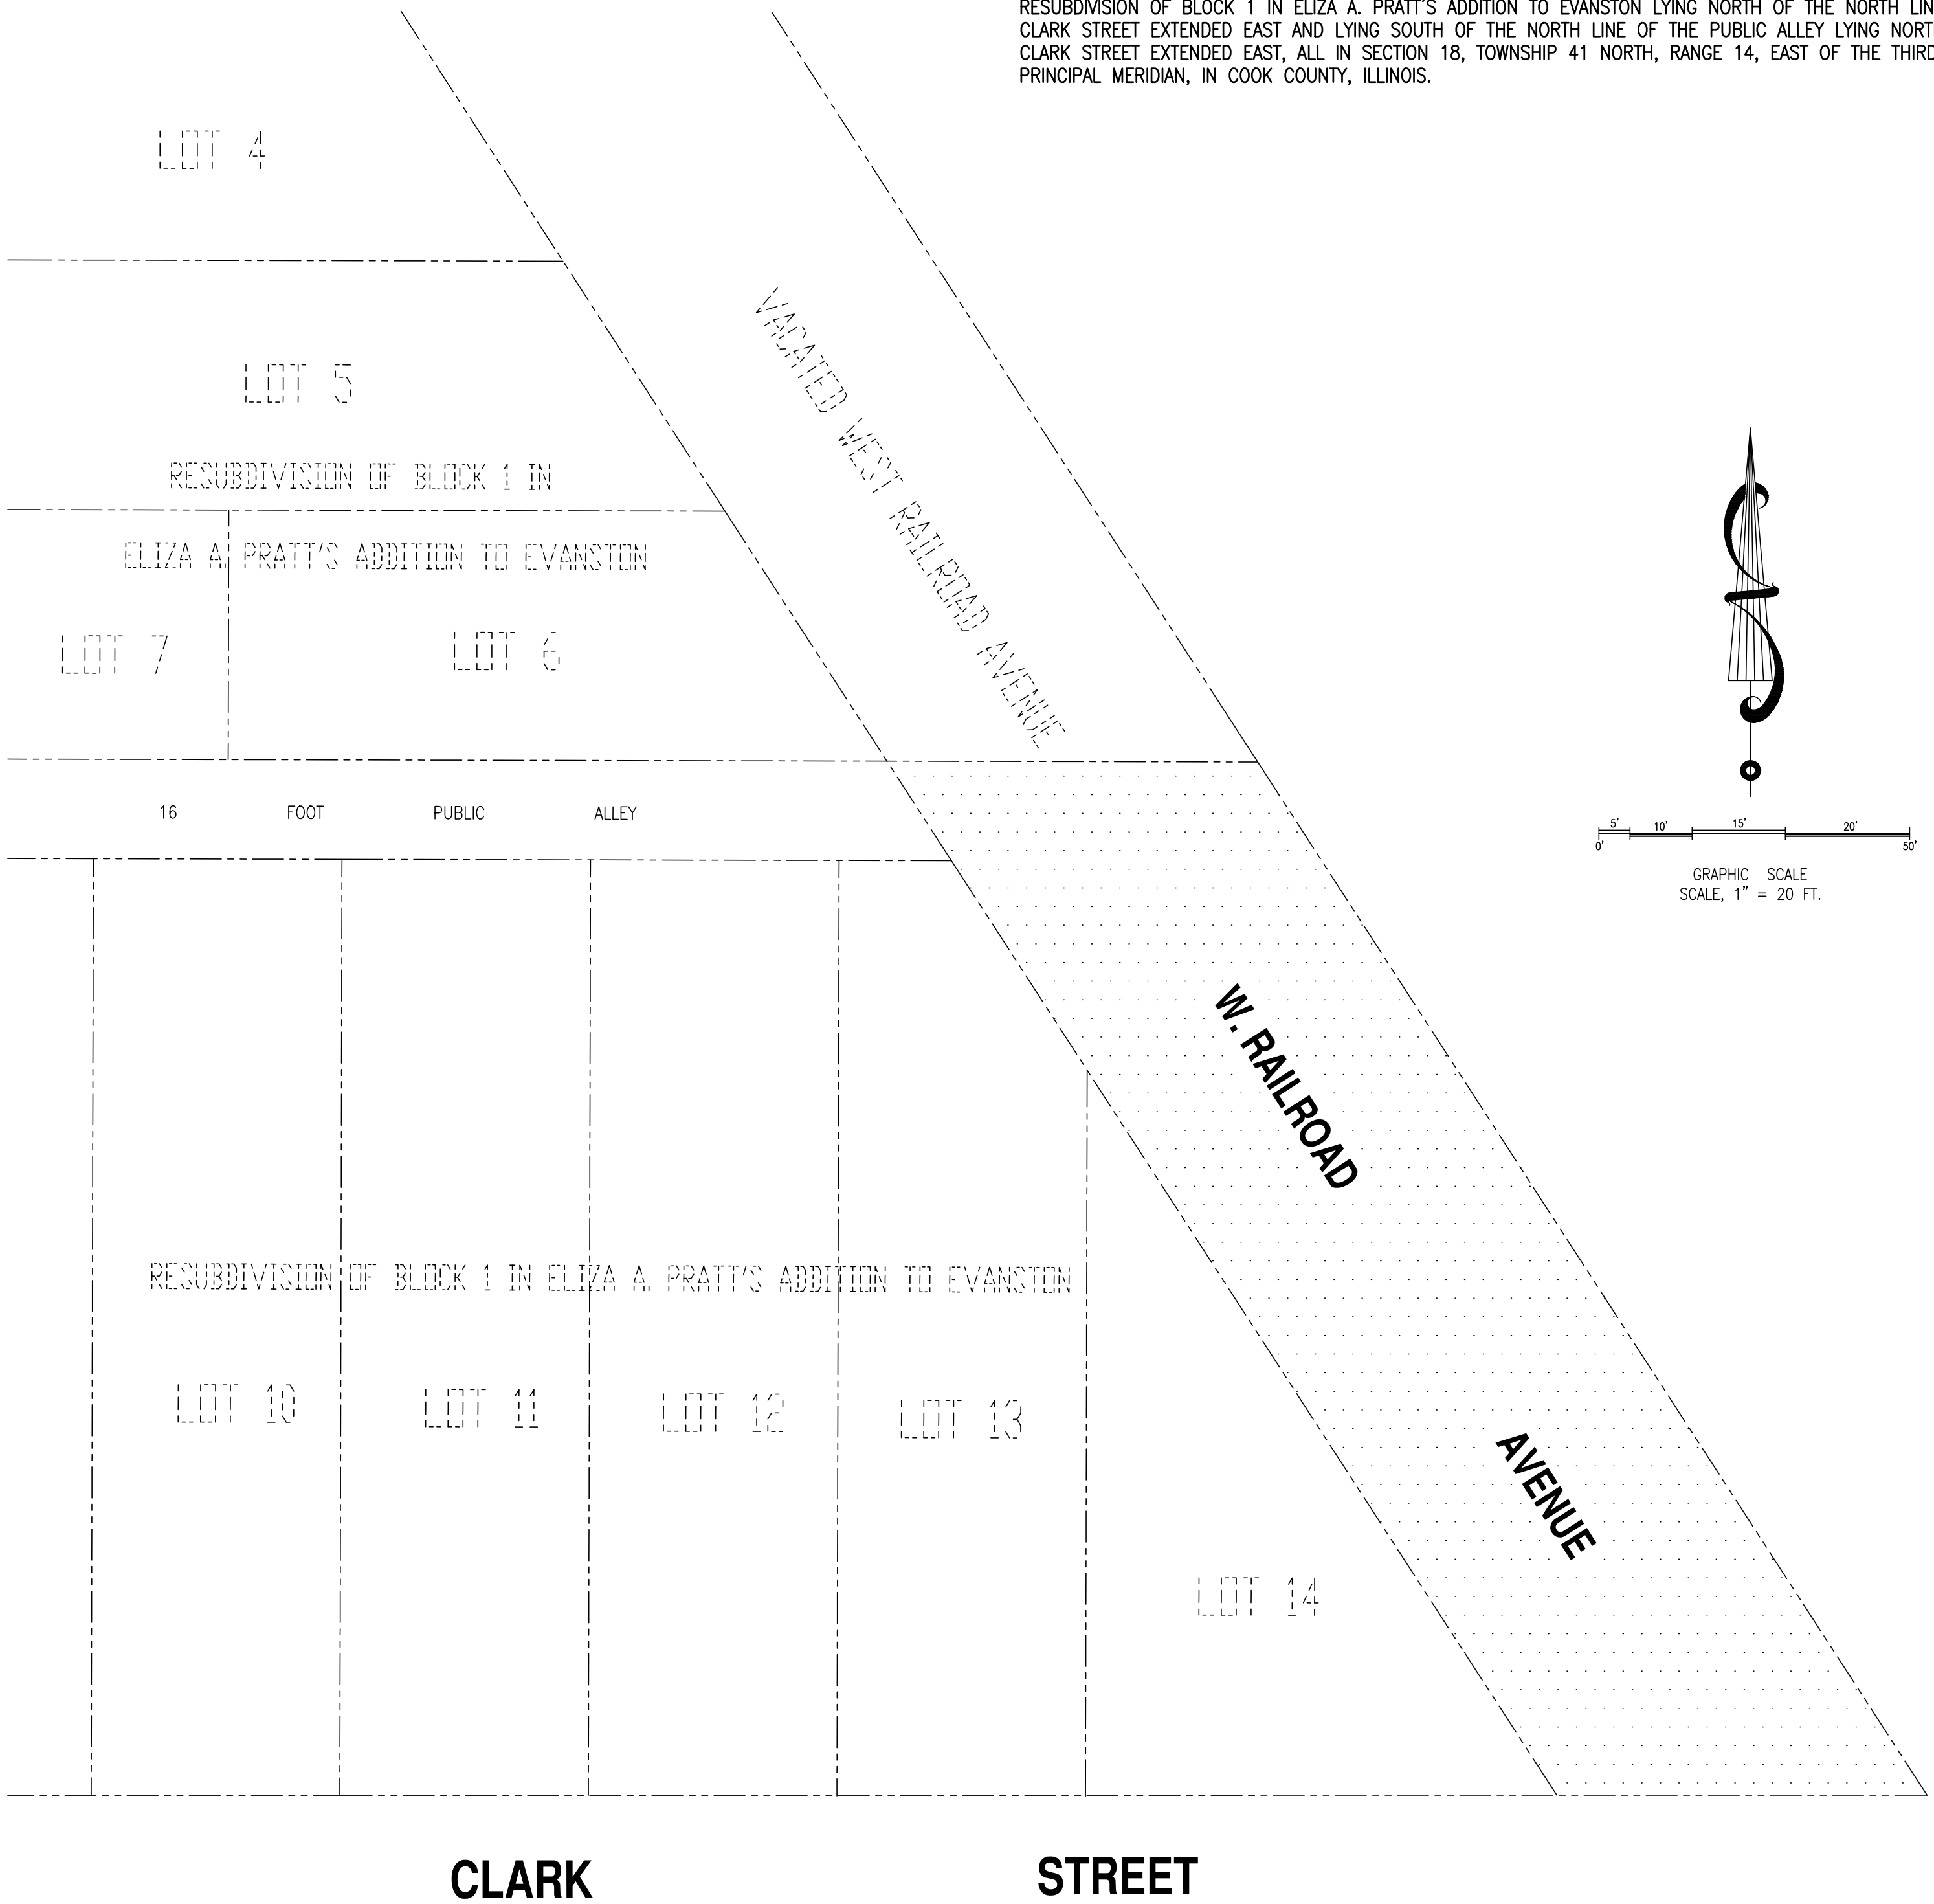 RESUBDIVISION OF BLOCK 1 IN ELIZA A. PRATT'S ADDITION TO EVANSTON LYING NORTH OF THE NORTH LIN
CLARK STREET EXTENDED EAST AND LYING SOUTH OF THE NORTH LINE OF THE PUBLIC ALLEY LYING NORT
CLARK STREET EXTENDED EAST, ALL IN SECTION 18, TOWNSHIP 41 NORTH, RANGE 14, EAST OF THE THIRD
PRINCIPAL MERIDIAN, IN COOK COUNTY, ILLINOIS.
LOT 4
LOT 5
RESUBDIVISION OF BLOCK 1 IN
ELIZA A. PRATT'S ADDITION TO EVANSTON
LOT 7
LOT 6
VACATED WEST RAILROAD AVENUE
16 FOOT PUBLIC ALLEY
5' 10' 15' 20'
0' 50'
GRAPHIC SCALE
SCALE, 1" = 20 FT.
W. RAILROAD
AVENUE
RESUBDIVISION OF BLOCK 1 IN ELIZA A. PRATT'S ADDITION TO EVANSTON
LOT 10
LOT 11
LOT 12
LOT 13
LOT 14
CLARK STREET